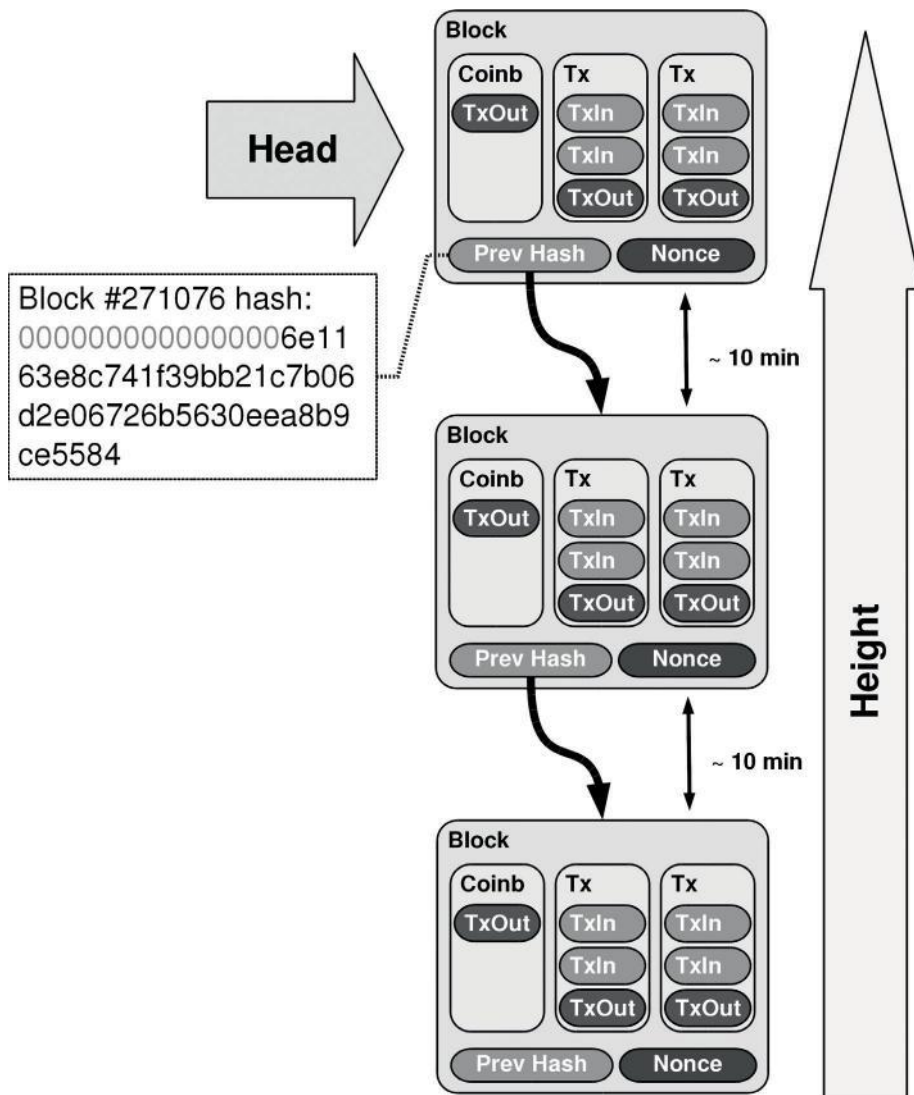 Block
Coinb Tx Tx
TxOut TxIn TxIn
TxIn TxIn
TxOut TxOut
Head
Prev Hash Nonce
Block #271076 hash:
0000000000000006e11
63e8c741f39bb21c7b06
d2e06726b5630eea8b9
ce5584
~ 10 min
Block
Coinb Tx Tx
TxOut TxIn TxIn
TxIn TxIn
TxOut TxOut
Prev Hash Nonce
Height
~ 10 min
Block
Coinb Tx Tx
TxOut TxIn TxIn
TxIn TxIn
TxOut TxOut
Prev Hash Nonce